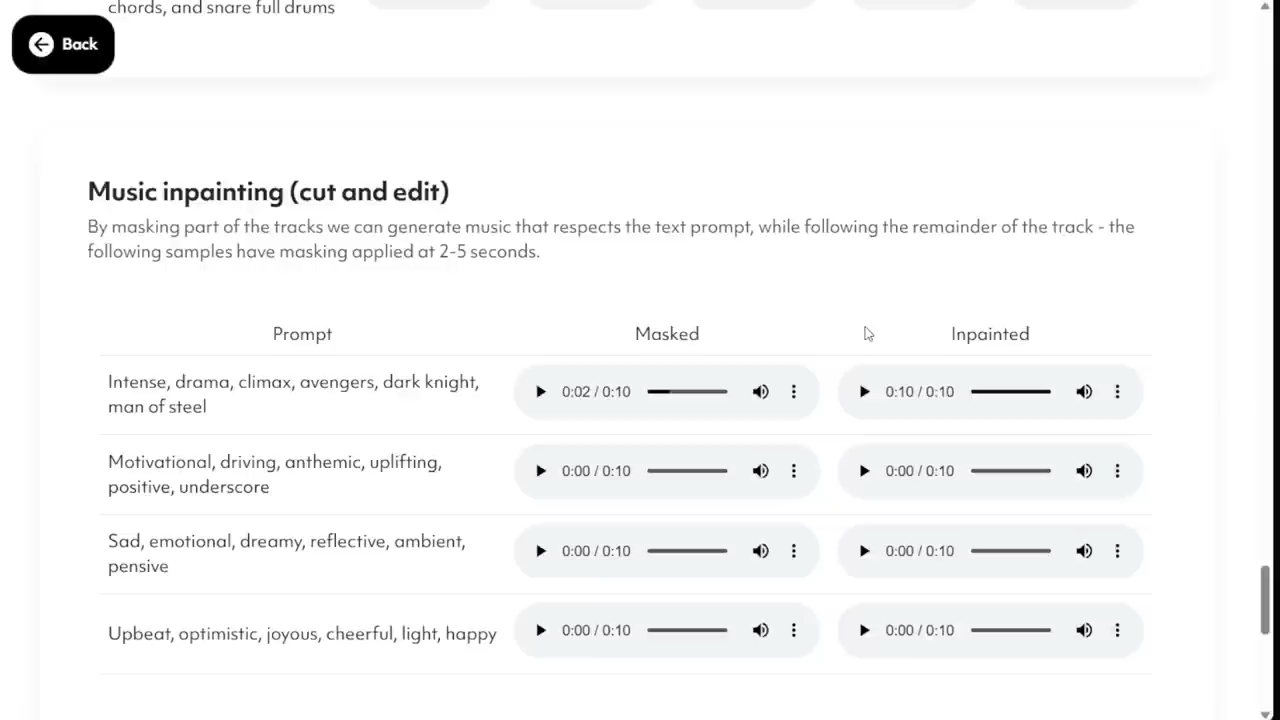 chords, and snare full drums
Back
Music inpainting (cut and edit)
By masking part of the tracks we can generate music that respects the text prompt, while following the remainder of the track - the
following samples have masking applied at 2-5 seconds.
Prompt Masked Inpainted
Intense, drama, climax, avengers, dark knight,
man of steel
0:02 / 0:10 0:10 / 0:10
Motivational, driving, anthemic, uplifting,
positive, underscore
0:00 / 0:10 0:00 / 0:10
Sad, emotional, dreamy, reflective, ambient,
pensive
0:00 / 0:10 0:00 / 0:10
Upbeat, optimistic, joyous, cheerful, light, happy 0:00 / 0:10 0:00 / 0:10